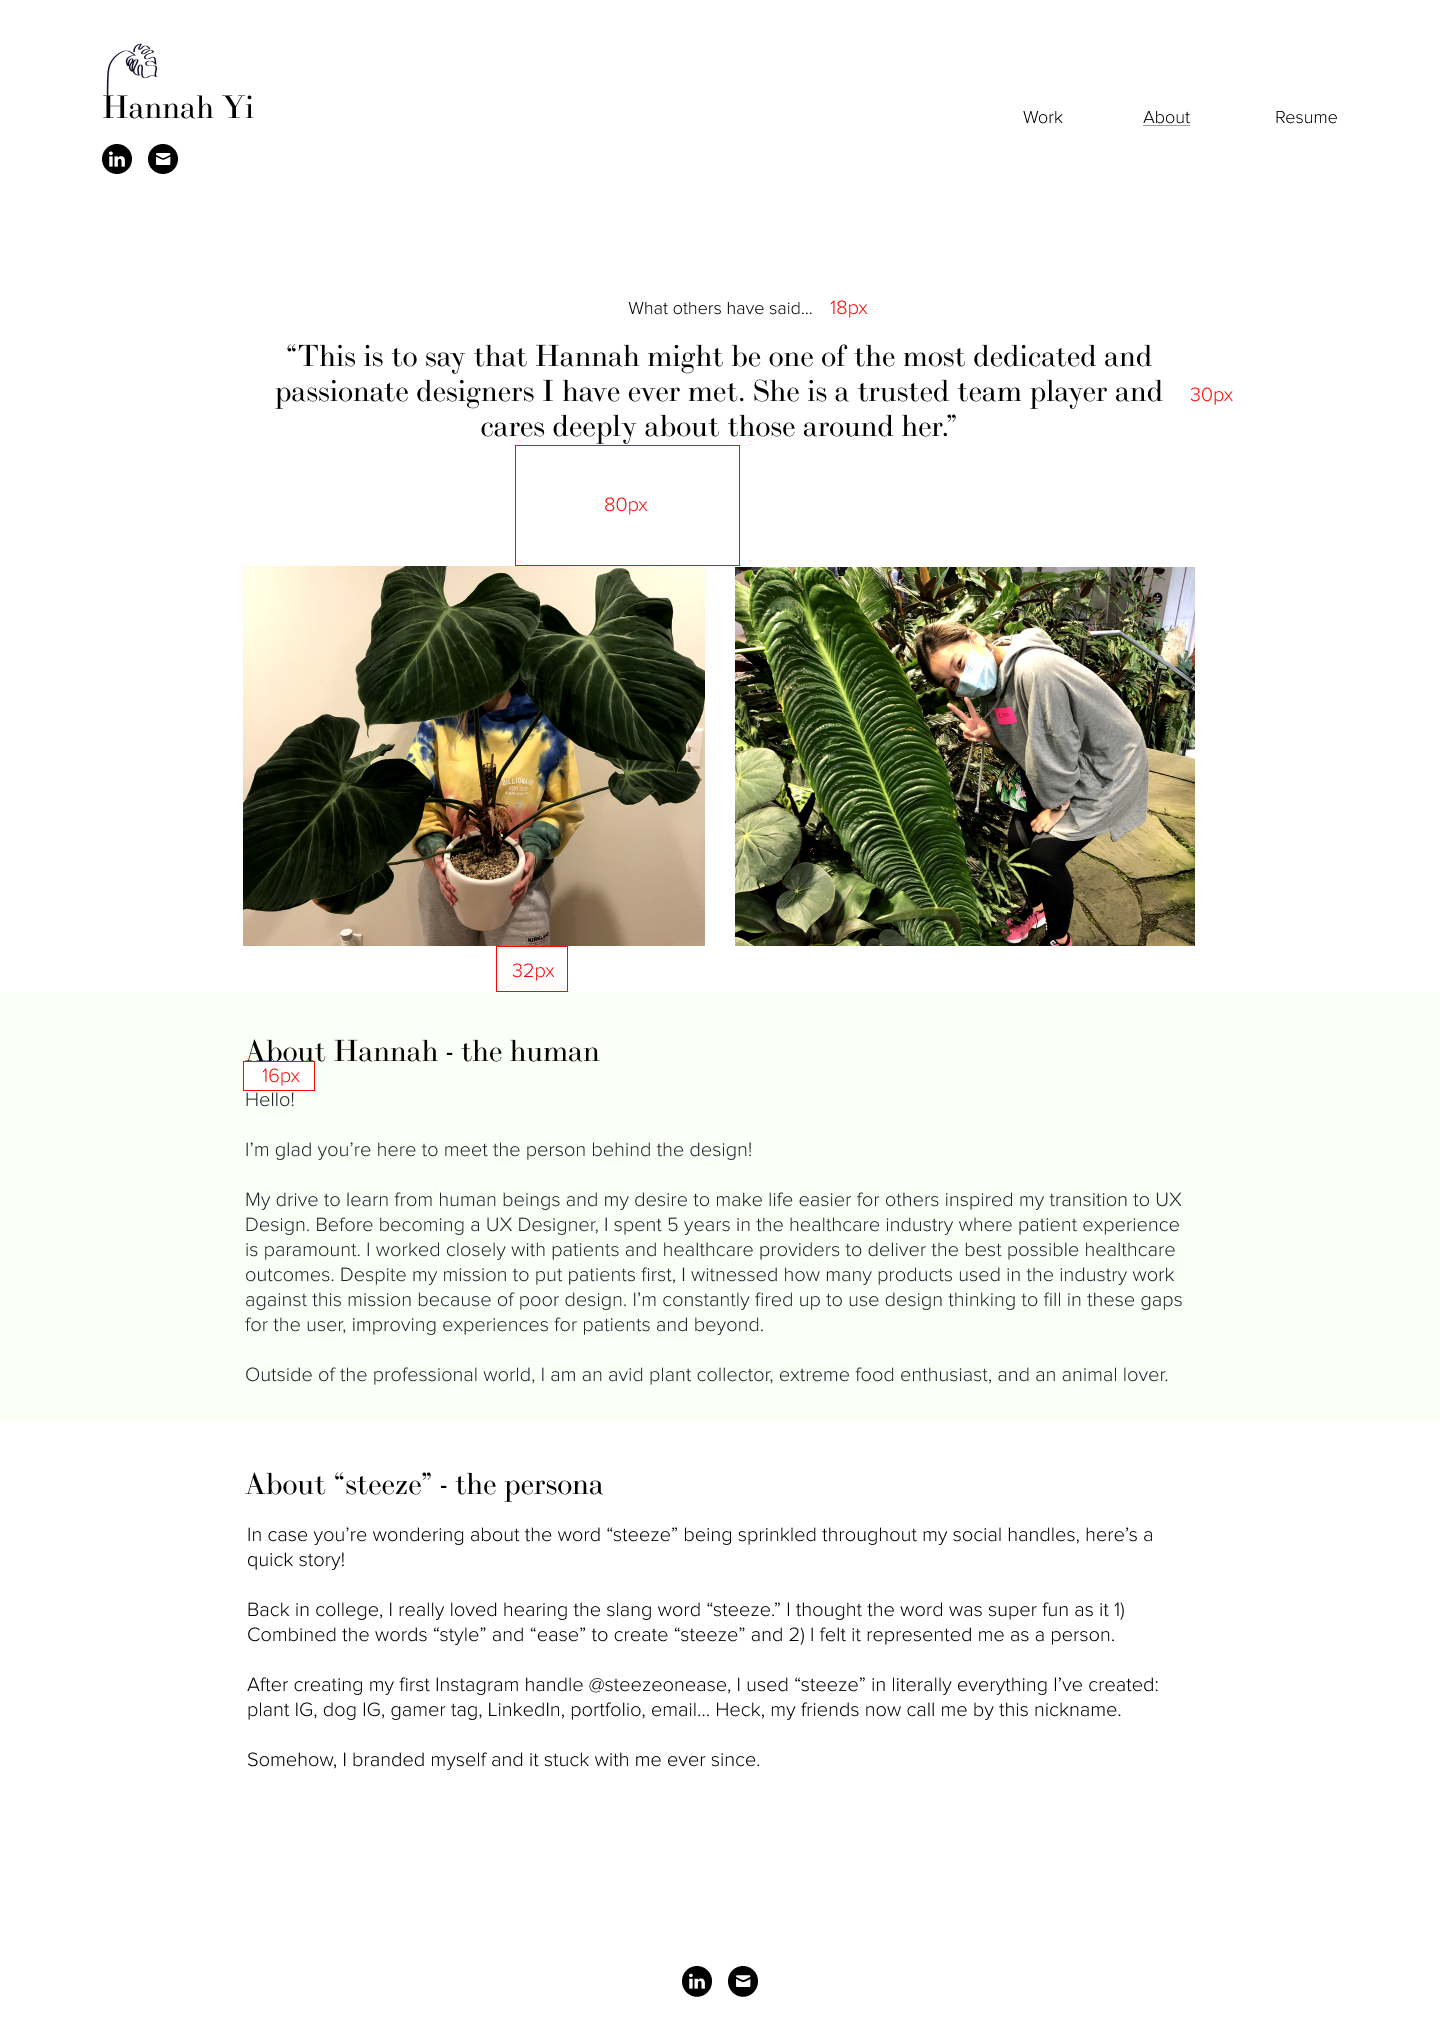 Hannah Yi
in
Work
About
Resume
What others have said...
18px
“This is to say that Hannah might be one of the most dedicated and
passionate designers I have ever met. She is a trusted team player and
30px
cares deeply about those around her.”
80px
32px
About Hannah - the human
16px
Hello!
I’m glad you’re here to meet the person behind the design!
My drive to learn from human beings and my desire to make life easier for others inspired my transition to UX
Design. Before becoming a UX Designer, I spent 5 years in the healthcare industry where patient experience
is paramount. I worked closely with patients and healthcare providers to deliver the best possible healthcare
outcomes. Despite my mission to put patients first, I witnessed how many products used in the industry work
against this mission because of poor design. I’m constantly fired up to use design thinking to fill in these gaps
for the user, improving experiences for patients and beyond.
Outside of the professional world, I am an avid plant collector, extreme food enthusiast, and an animal lover.
About “steeze” - the persona
In case you’re wondering about the word “steeze” being sprinkled throughout my social handles, here’s a
quick story!
Back in college, I really loved hearing the slang word “steeze.” I thought the word was super fun as it 1)
Combined the words “style” and “ease” to create “steeze” and 2) I felt it represented me as a person.
After creating my first Instagram handle @steezeonease, I used “steeze” in literally everything I’ve created:
plant IG, dog IG, gamer tag, LinkedIn, portfolio, email... Heck, my friends now call me by this nickname.
Somehow, I branded myself and it stuck with me ever since.
in